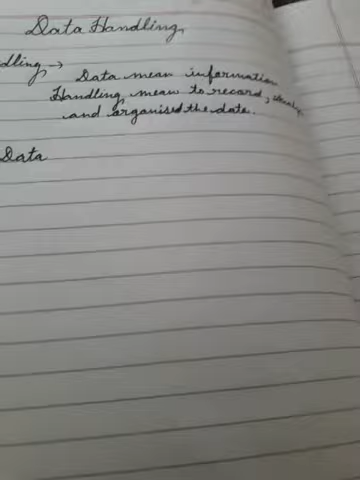 Data Handling
dling → Data mean information
Handling mean to record,
and organised the data.
Data